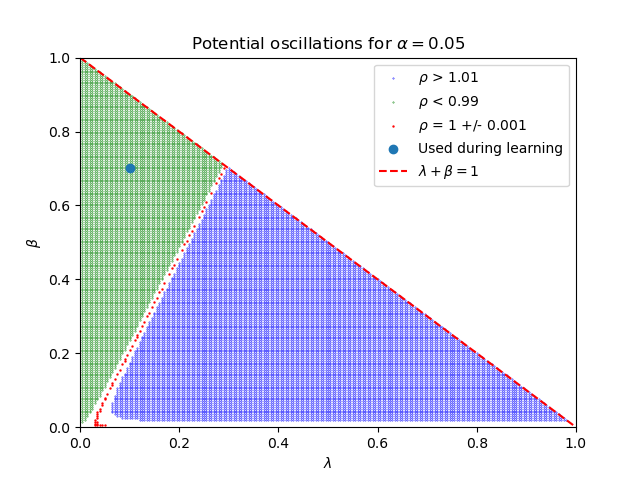 Potential oscillations for α = 0.05
1.0
0.8
0.6
0.4
0.2
0.0
β
0.0 0.2 0.4 0.6 0.8 1.0
λ
ρ > 1.01
ρ < 0.99
ρ = 1 +/- 0.001
Used during learning
λ + β = 1